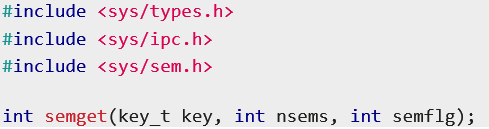 #include <sys/types.h>
#include <sys/ipc.h>
#include <sys/sem.h>
int semget(key_t key, int nsems, int semflg);